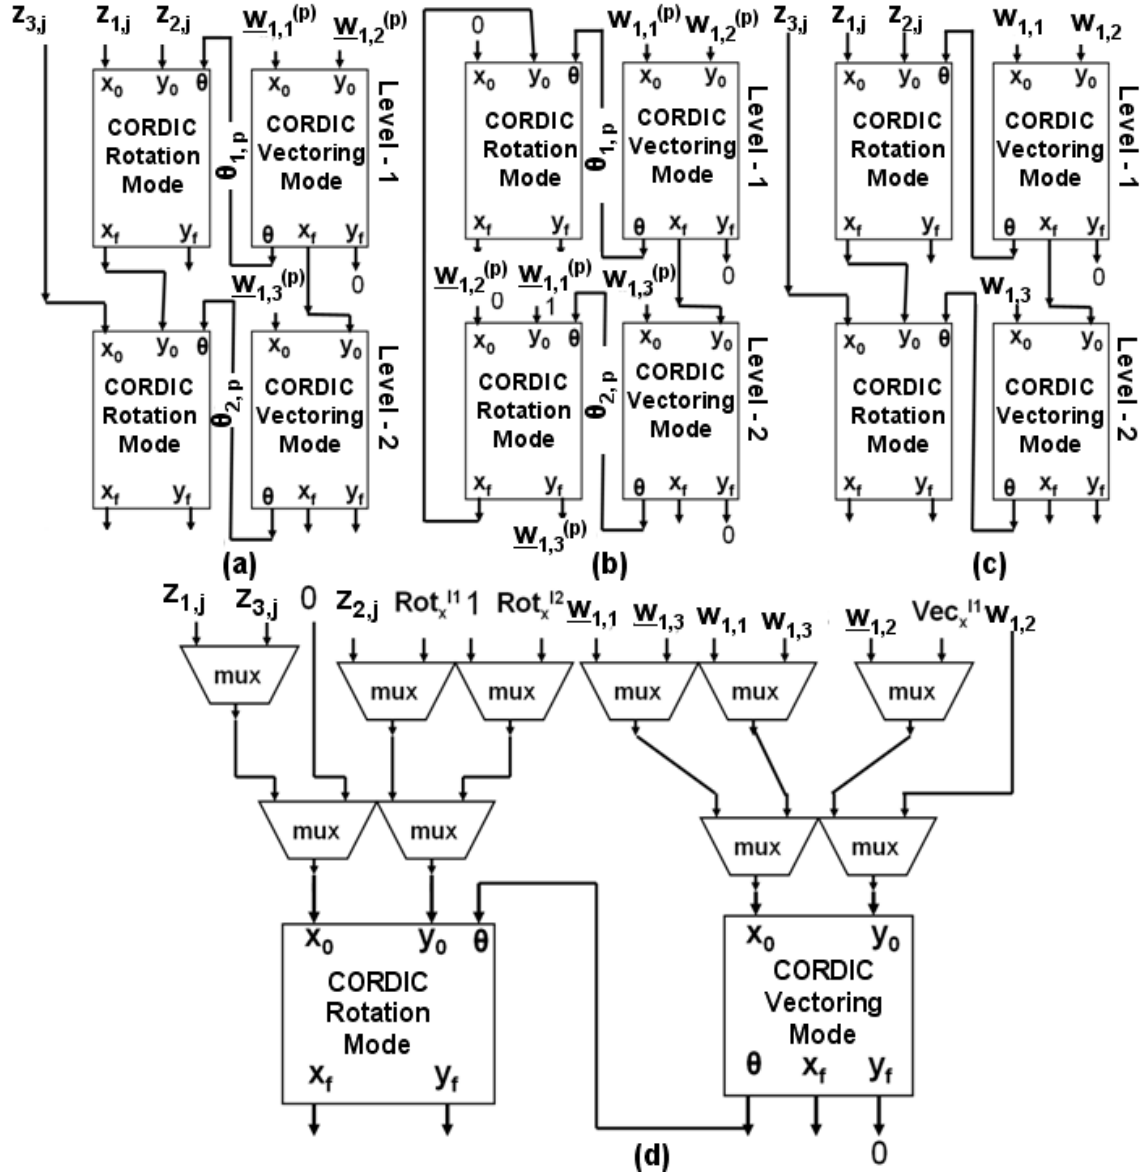 Z3,j Z1,j Z2,j w1,1(p) w1,2(p)
x0 y0 θ x0 y0
CORDIC Rotation Mode
CORDIC Vectoring Mode
Level - 1
θ1, p
xf yf θ xf yf
w1,3(p) 0
x0 y0 θ x0 y0
CORDIC Rotation Mode
CORDIC Vectoring Mode
Level - 2
θ2, p
xf yf θ xf yf
(a)
0 w1,1(p) w1,2(p)
x0 y0 θ x0 y0
CORDIC Rotation Mode
CORDIC Vectoring Mode
Level - 1
θ1, p
xf yf θ xf yf
w1,2(p) w1,1(p) w1,3(p) 0
0 1
x0 y0 θ x0 y0
CORDIC Rotation Mode
CORDIC Vectoring Mode
Level - 2
θ2, p
xf yf θ xf yf
w1,3(p) 0
(b)
Z3,j Z1,j Z2,j w1,1 w1,2
x0 y0 θ x0 y0
CORDIC Rotation Mode
CORDIC Vectoring Mode
Level - 1
xf yf θ xf yf
w1,3 0
x0 y0 θ x0 y0
CORDIC Rotation Mode
CORDIC Vectoring Mode
Level - 2
xf yf θ xf yf
(c)
Z1,j Z3,j 0 Z2,j Rotxl1 1 Rotxl2 w1,1 w1,3 w1,1 w1,3 w1,2 Vecxl1 w1,2
mux mux mux mux mux mux
mux mux mux mux
x0 y0 θ x0 y0
CORDIC
Rotation
Mode
CORDIC
Vectoring
Mode
xf yf θ xf yf
(d) 0